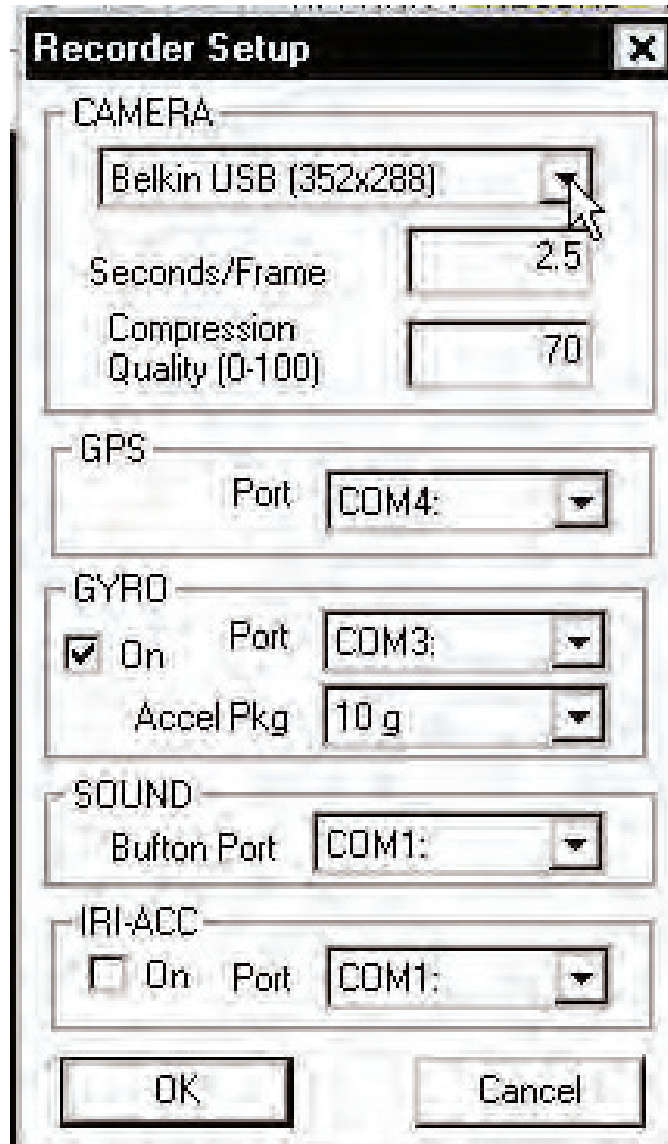 Recorder Setup
CAMERA
Belkin USB (352x288)
Seconds/Frame 2.5
Compression
Quality (0-100) 70
GPS
Port COM4:
GYRO
On Port COM3:
Accel Pkg 10 g
SOUND
Bufton Port COM1:
IRI-ACC
On Port COM1:
OK Cancel